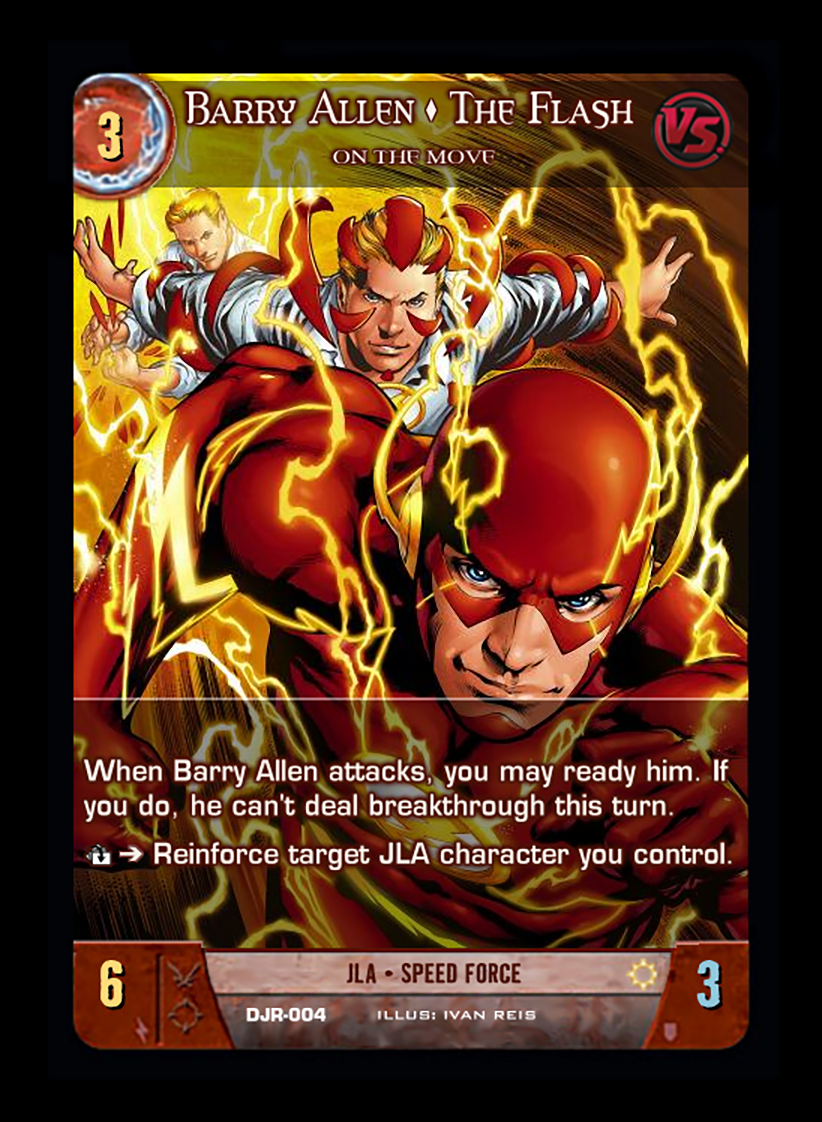 3
BARRY ALLEN ♦ THE FLASH
VS.
ON THE MOVE
When Barry Allen attacks, you may ready him. If
you do, he can't deal breakthrough this turn.
➔ Reinforce target JLA character you control.
6
JLA • SPEED FORCE
3
DJR-004 ILLUS: IVAN REIS